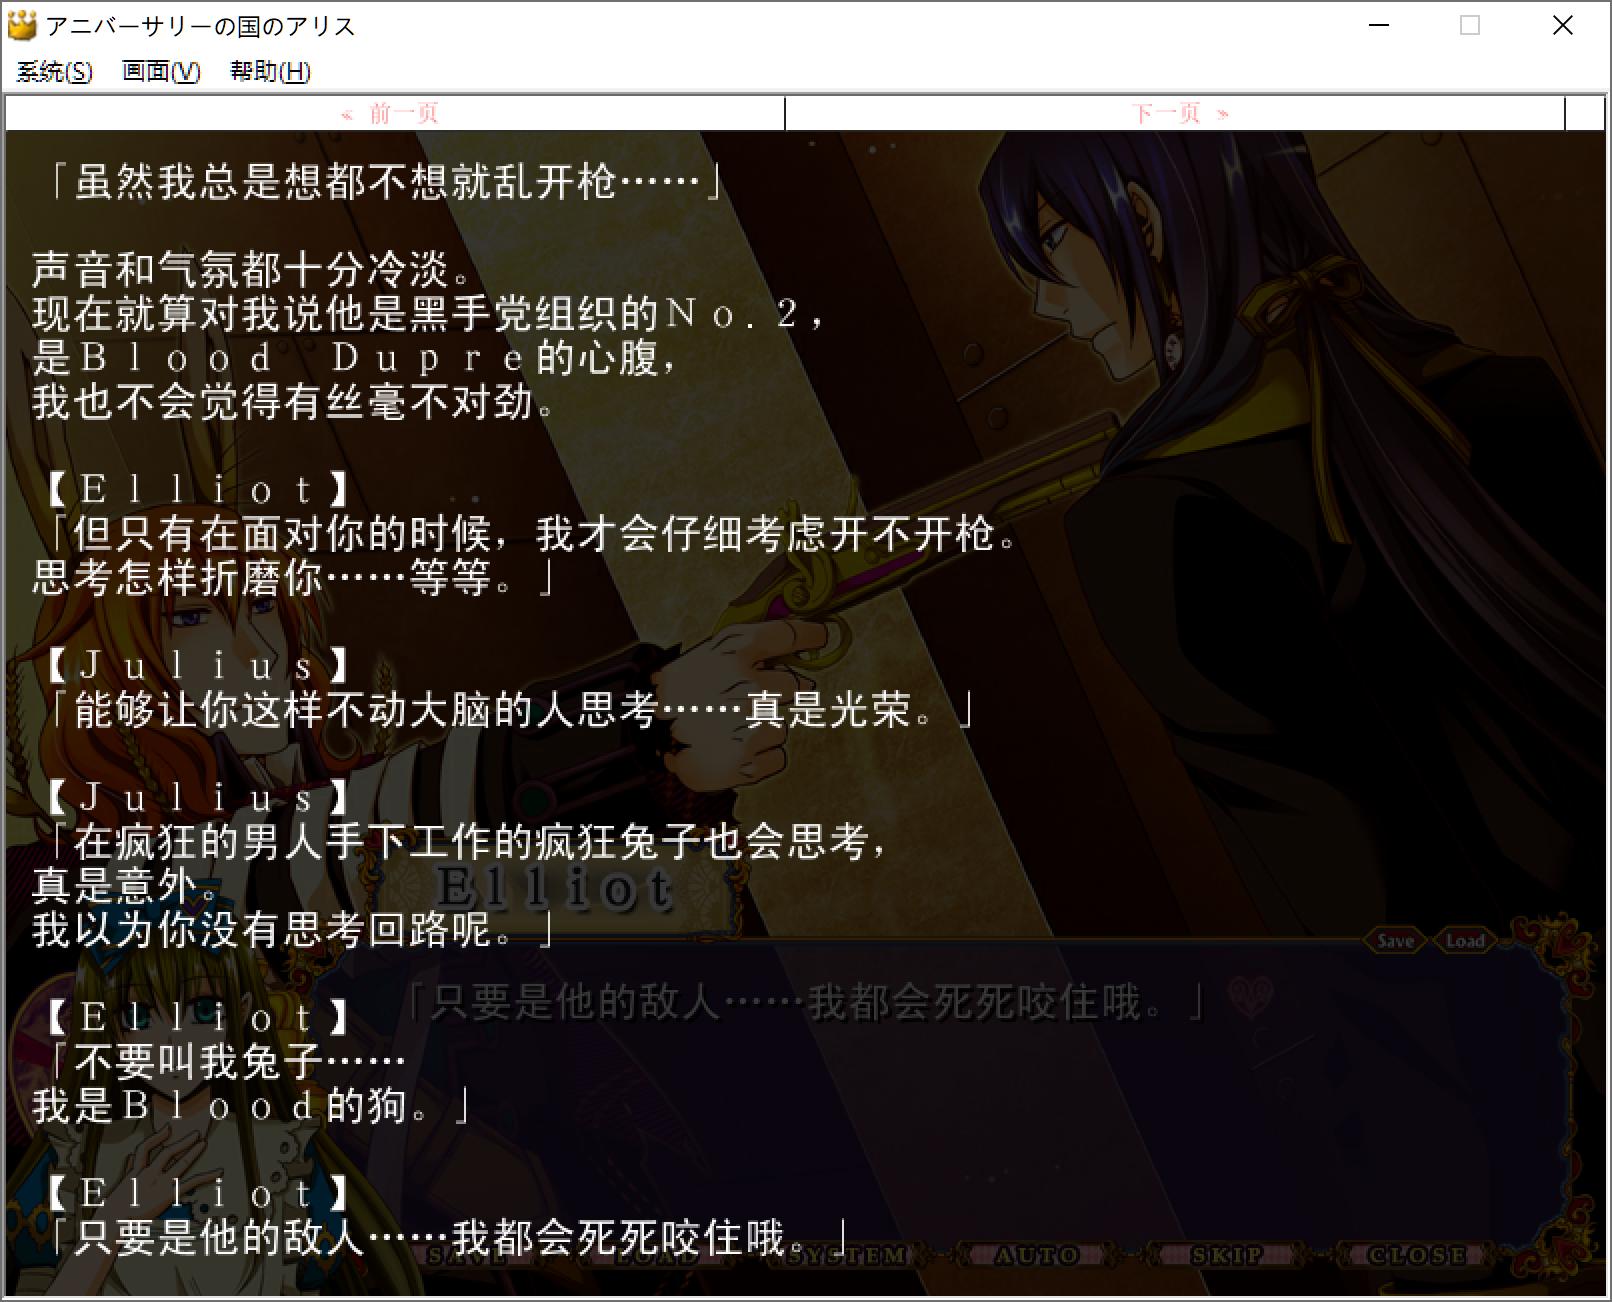 アニバーサリーの国のアリス
系统(S) 画面(V) 帮助(H)
« 前一页
下一页 »
「虽然我总是想都不想就乱开枪……」
声音和气氛都十分冷淡。
现在就算对我说他是黑手党组织的No.2，
是Blood Dupre的心腹，
我也不会觉得有丝毫不对劲。
【Elliot】
「但只有在面对你的时候，我才会仔细考虑开不开枪。
思考怎样折磨你……等等。」
【Julius】
「能够让你这样不动大脑的人思考……真是光荣。」
【Julius】
「在疯狂的男人手下工作的疯狂兔子也会思考，
真是意外。
我以为你没有思考回路呢。」
Elliot
Save Load
「只要是他的敌人……我都会死死咬住哦。」
【Elliot】
「不要叫我兔子……
我是Blood的狗。」
【Elliot】
「只要是他的敌人……我都会死死咬住哦。」
SAVE LOAD SYSTEM AUTO SKIP CLOSE